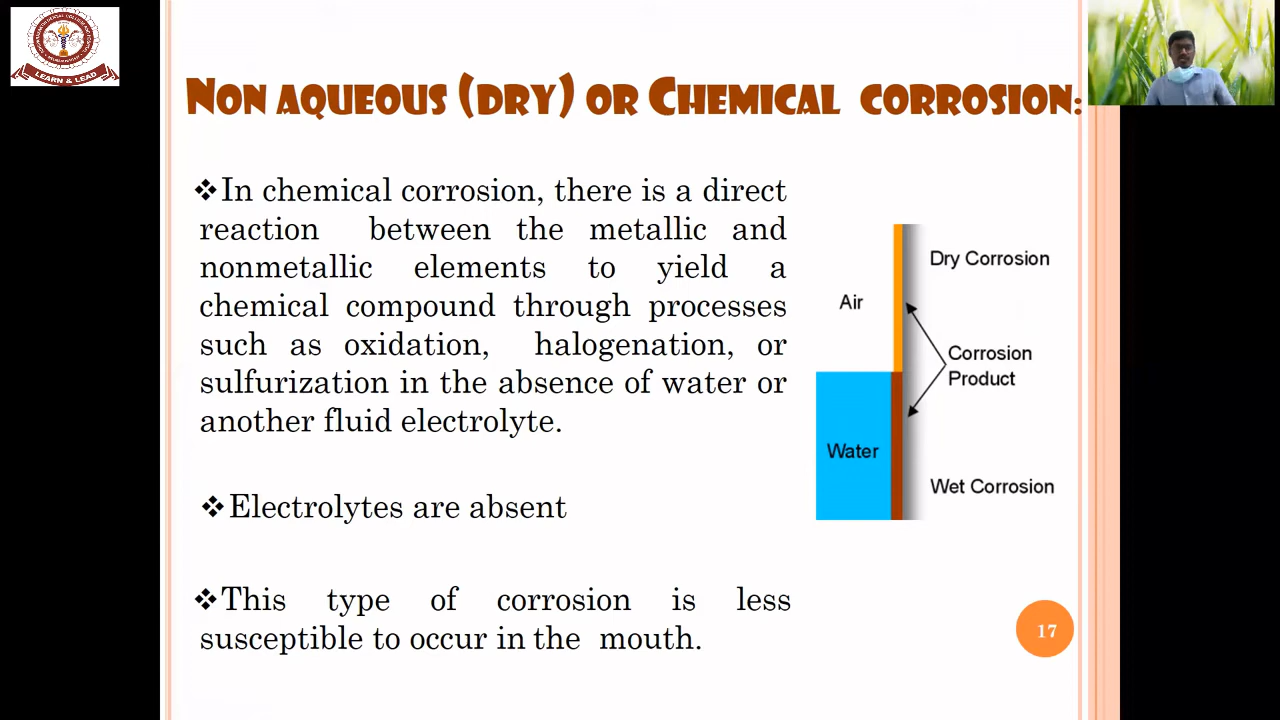 LEARN & LEAD
NON AQUEOUS (DRY) OR CHEMICAL CORROSION:
❖In chemical corrosion, there is a direct
reaction between the metallic and
nonmetallic elements to yield a
chemical compound through processes
such as oxidation, halogenation, or
sulfurization in the absence of water or
another fluid electrolyte.
❖Electrolytes are absent
❖This type of corrosion is less
susceptible to occur in the mouth.
Dry Corrosion
Air
Corrosion
Product
Water
Wet Corrosion
17